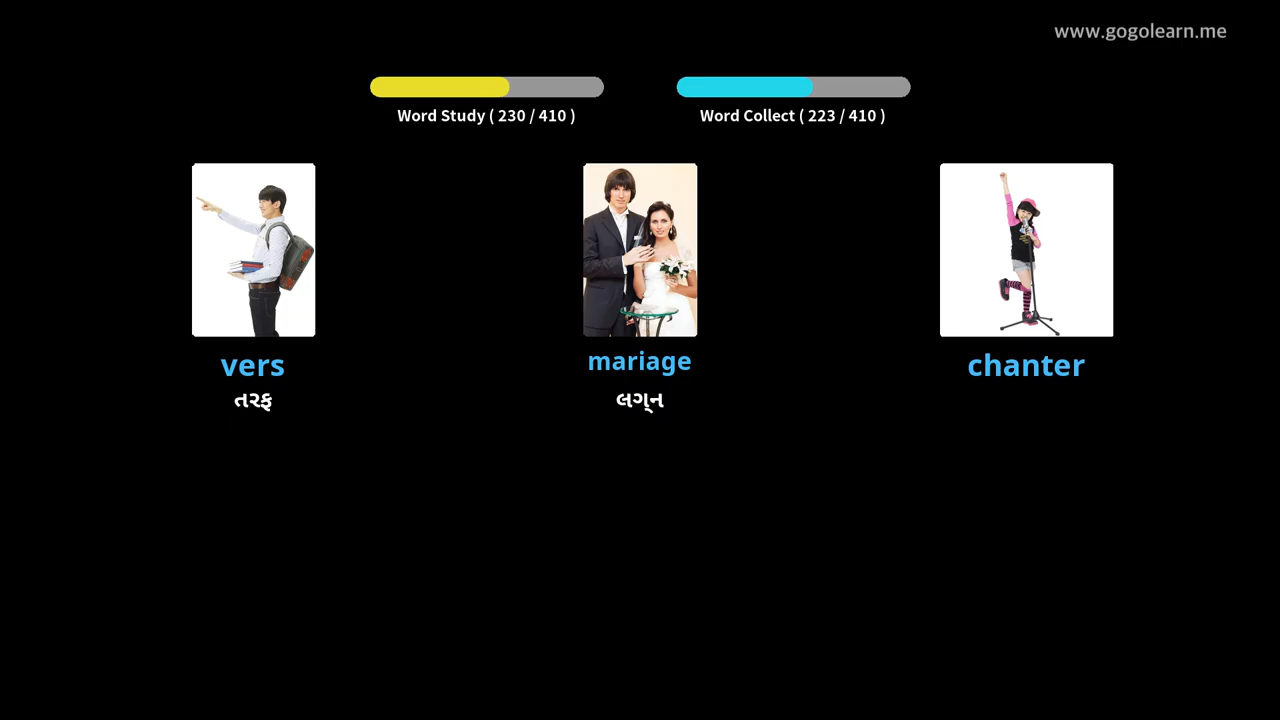 www.gogolearn.me
Word Study ( 230 / 410 )
Word Collect ( 223 / 410 )
vers
mariage
chanter
તરફ
લગ્ન